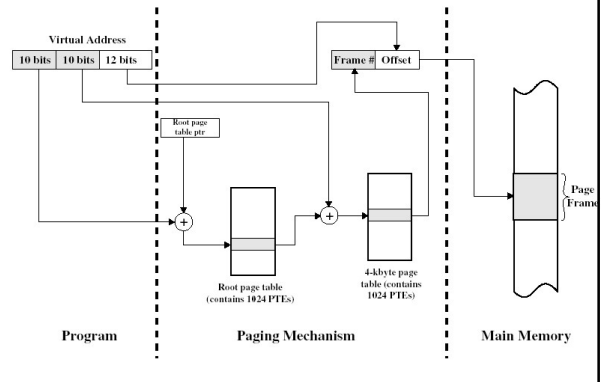 Virtual Address
10 bits 10 bits 12 bits
Frame # Offset
Root page
table ptr
+
+
Page
Frame
Root page table
(contains 1024 PTEs)
4-kbyte page
table (contains
1024 PTEs)
Program
Paging Mechanism
Main Memory